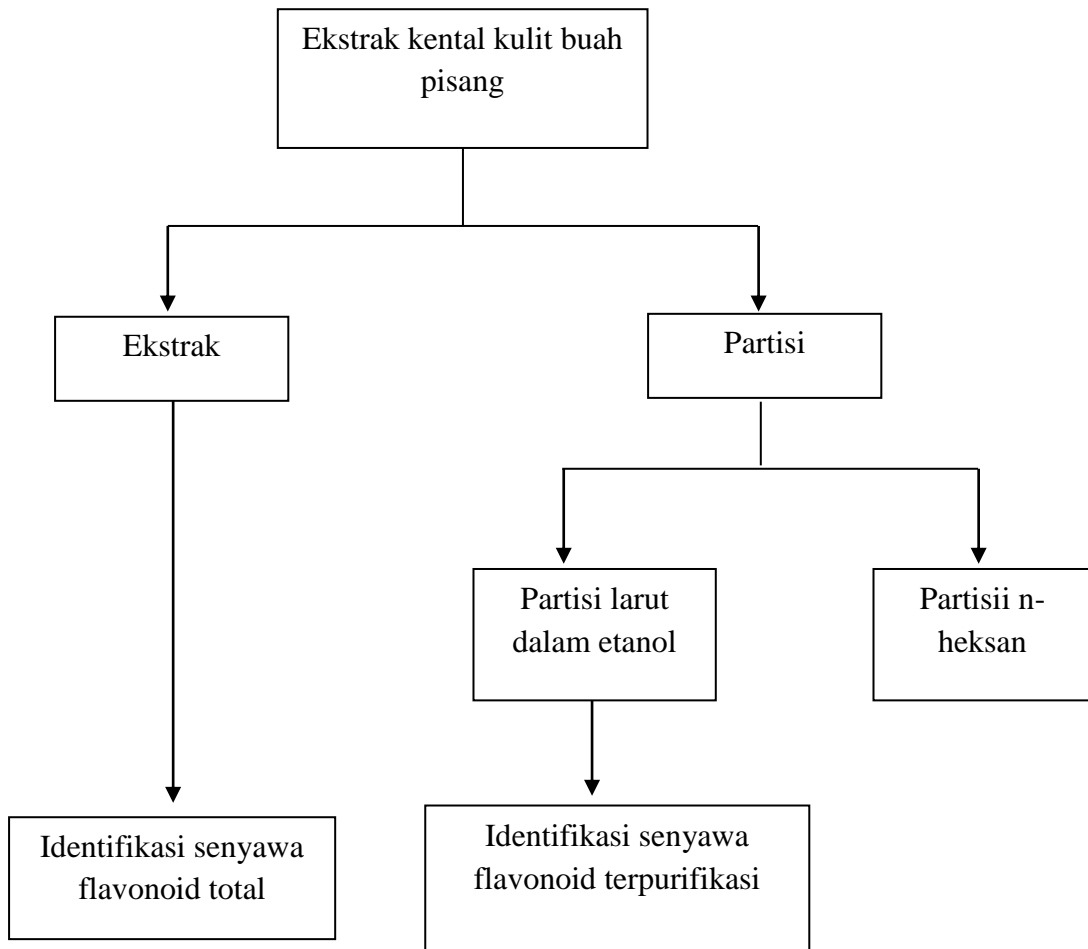 Ekstrak kental kulit buah
pisang
Ekstrak
Partisi
Partisi larut
dalam etanol
Partisii n-
heksan
Identifikasi senyawa
flavonoid total
Identifikasi senyawa
flavonoid terpurifikasi